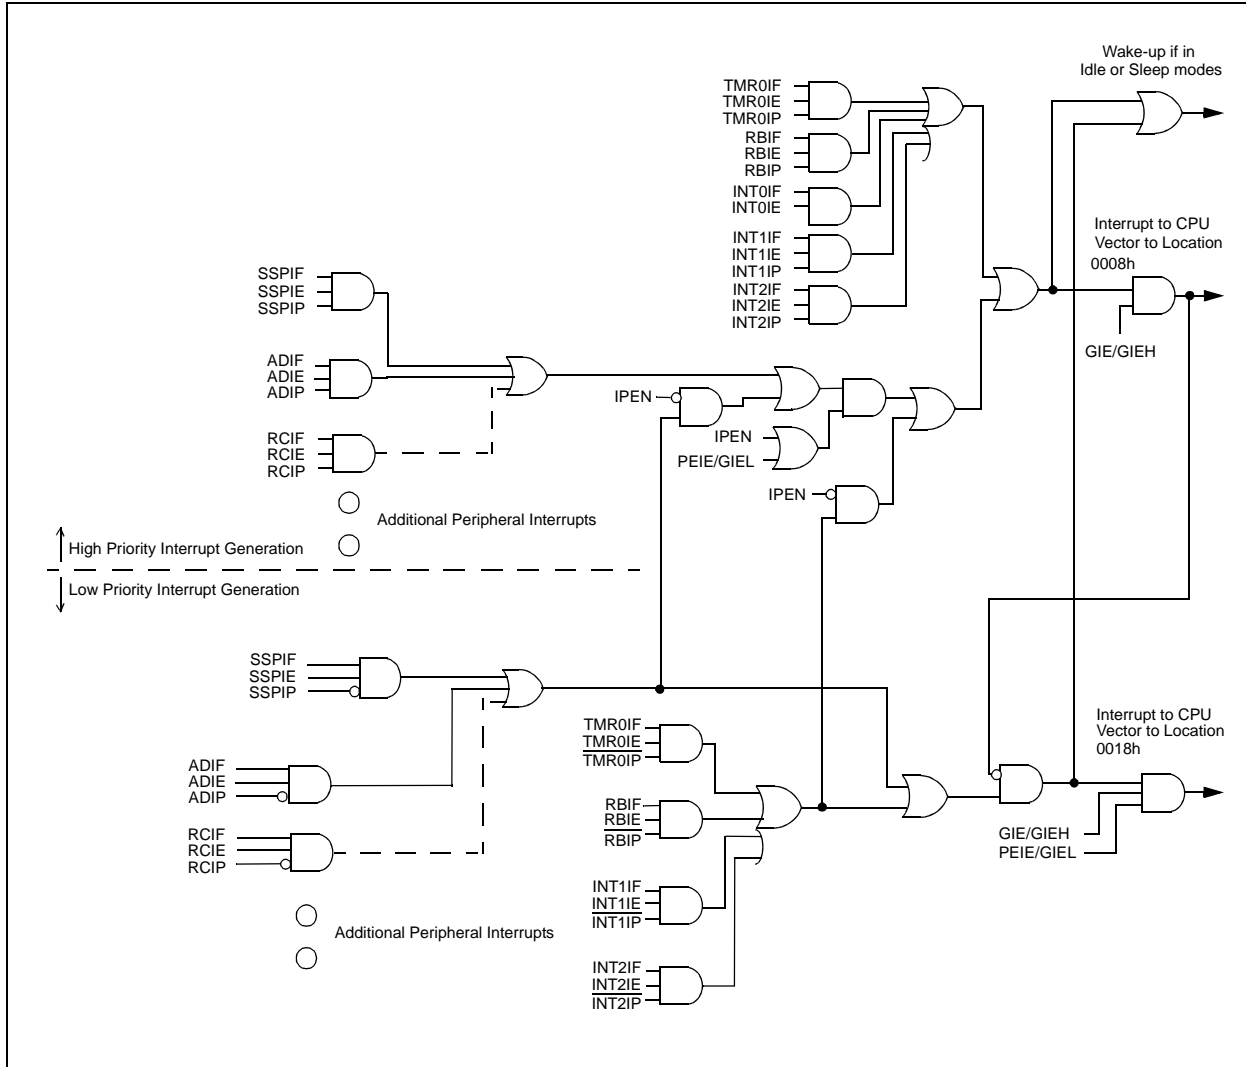 Wake-up if in
Idle or Sleep modes
TMR0IF
TMR0IE
TMR0IP
RBIF
RBIE
RBIP
INT0IF
INT0IE
INT1IF
INT1IE
INT1IP
INT2IF
INT2IE
INT2IP
Interrupt to CPU
Vector to Location
0008h
GIE/GIEH
SSPIF
SSPIE
SSPIP
ADIF
ADIE
ADIP
RCIF
RCIE
RCIP
IPEN
IPEN
PEIE/GIEL
IPEN
Additional Peripheral Interrupts
High Priority Interrupt Generation
Low Priority Interrupt Generation
SSPIF
SSPIE
SSPIP
ADIF
ADIE
ADIP
RCIF
RCIE
RCIP
Additional Peripheral Interrupts
TMR0IF
TMR0IE
TMR0IP
RBIF
RBIE
RBIP
INT1IF
INT1IE
INT1IP
INT2IF
INT2IE
INT2IP
Interrupt to CPU
Vector to Location
0018h
GIE/GIEH
PEIE/GIEL